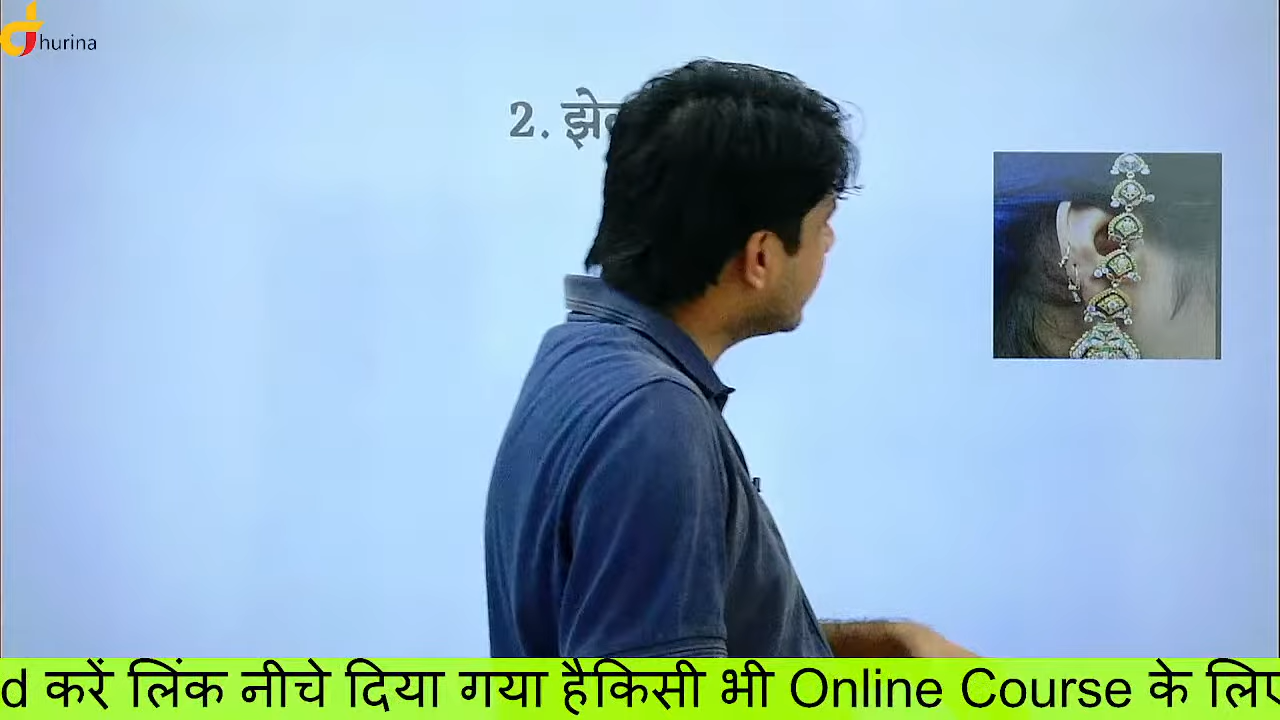 hurina
2.
d करें लिंक नीचे दिया गया हैकिसी भी Online Course के